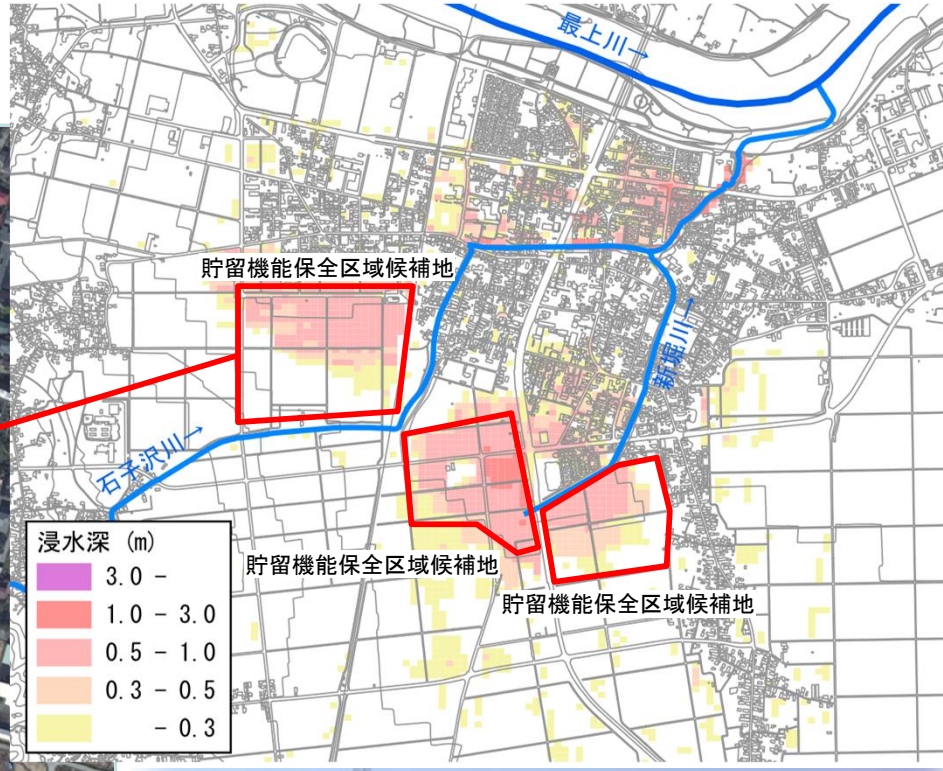 最上川→
貯留機能保全区域候補地
新堀川→
石子沢川→
貯留機能保全区域候補地
貯留機能保全区域候補地
浸水深 (m)
3.0 -
1.0 - 3.0
0.5 - 1.0
0.3 - 0.5
- 0.3